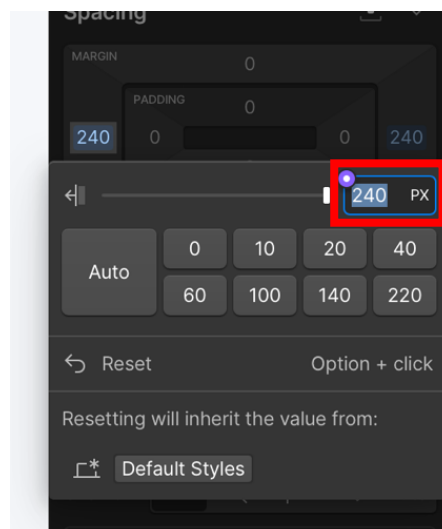 Spacing
MARGIN
0
PADDING
0
240 0 0 240
240 PX
Auto 0 10 20 40
60 100 140 220
Reset Option + click
Resetting will inherit the value from:
Default Styles